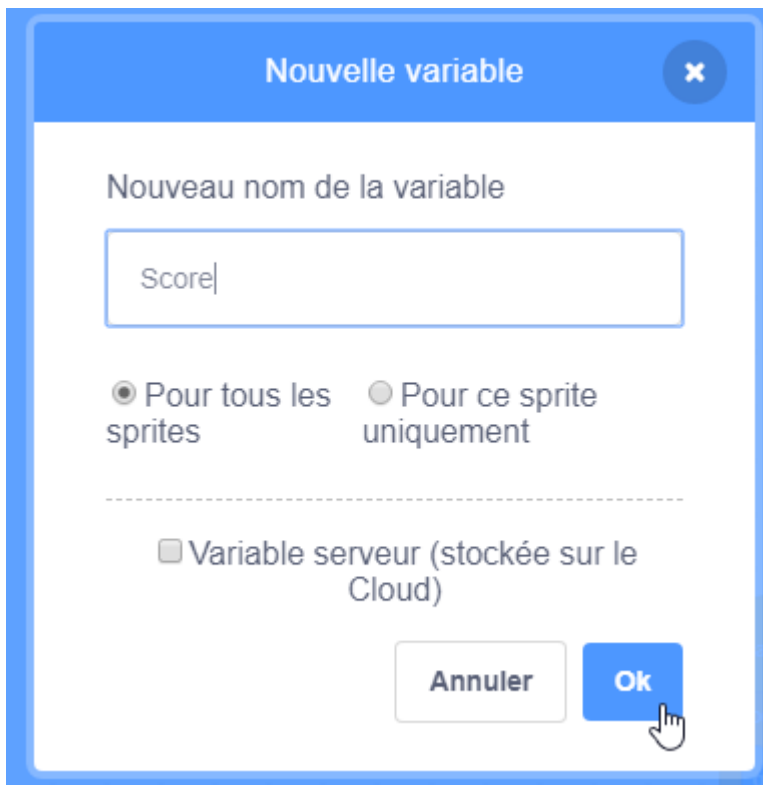 Nouvelle variable
Nouveau nom de la variable
Score
Pour tous les sprites
Pour ce sprite uniquement
Variable serveur (stockée sur le
Cloud)
Annuler
Ok